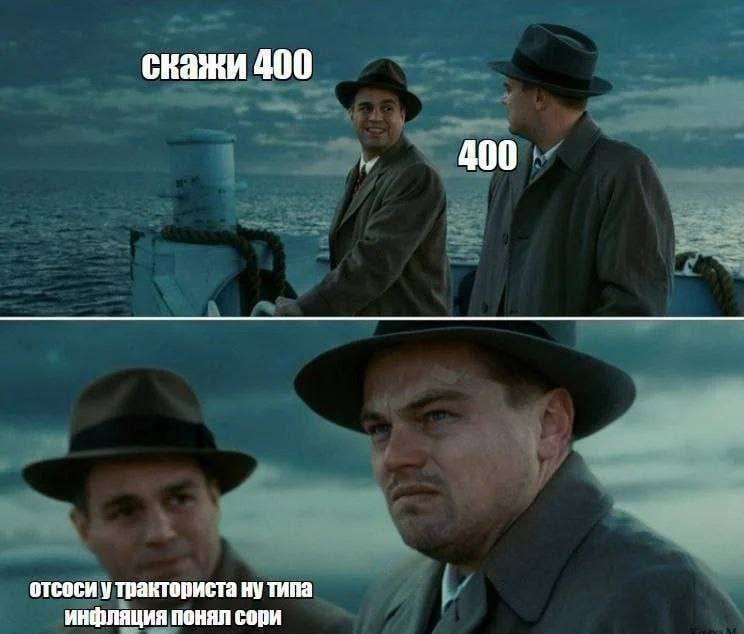 скажи 400
400
отсоси у тракториста ну типа
инфляция понял сори